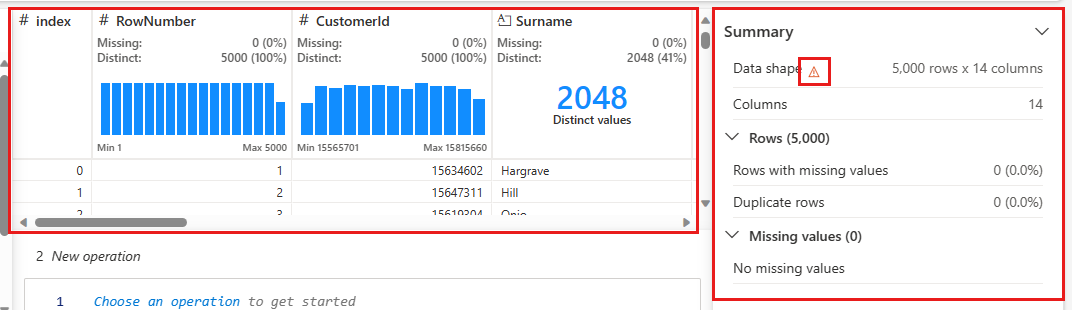 # index # RowNumber # CustomerId A Surname
Missing: 0 (0%) Missing: 0 (0%) Missing: 0 (0%)
Distinct: 5000 (100%) Distinct: 5000 (100%) Distinct: 2048 (41%)
2048
Distinct values
Min 1 Max 5000 Min 15565701 Max 15815660
0 1 15634602 Hargrave
1 2 15647311 Hill
2 3 15619304 Onio
2 New operation
1 Choose an operation to get started
Summary
Data shape 5,000 rows x 14 columns
Columns 14
Rows (5,000)
Rows with missing values 0 (0.0%)
Duplicate rows 0 (0.0%)
Missing values (0)
No missing values